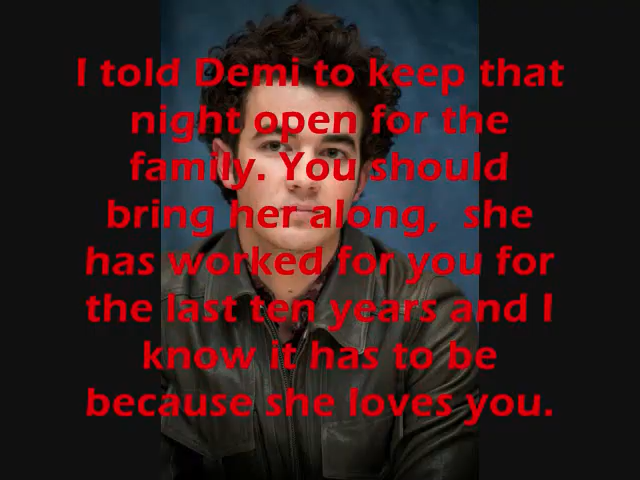 I told Demi to keep that
night open for the
family. You should
bring her along,  she
has worked for you for
the last ten years and I
know it has to be
because she loves you.